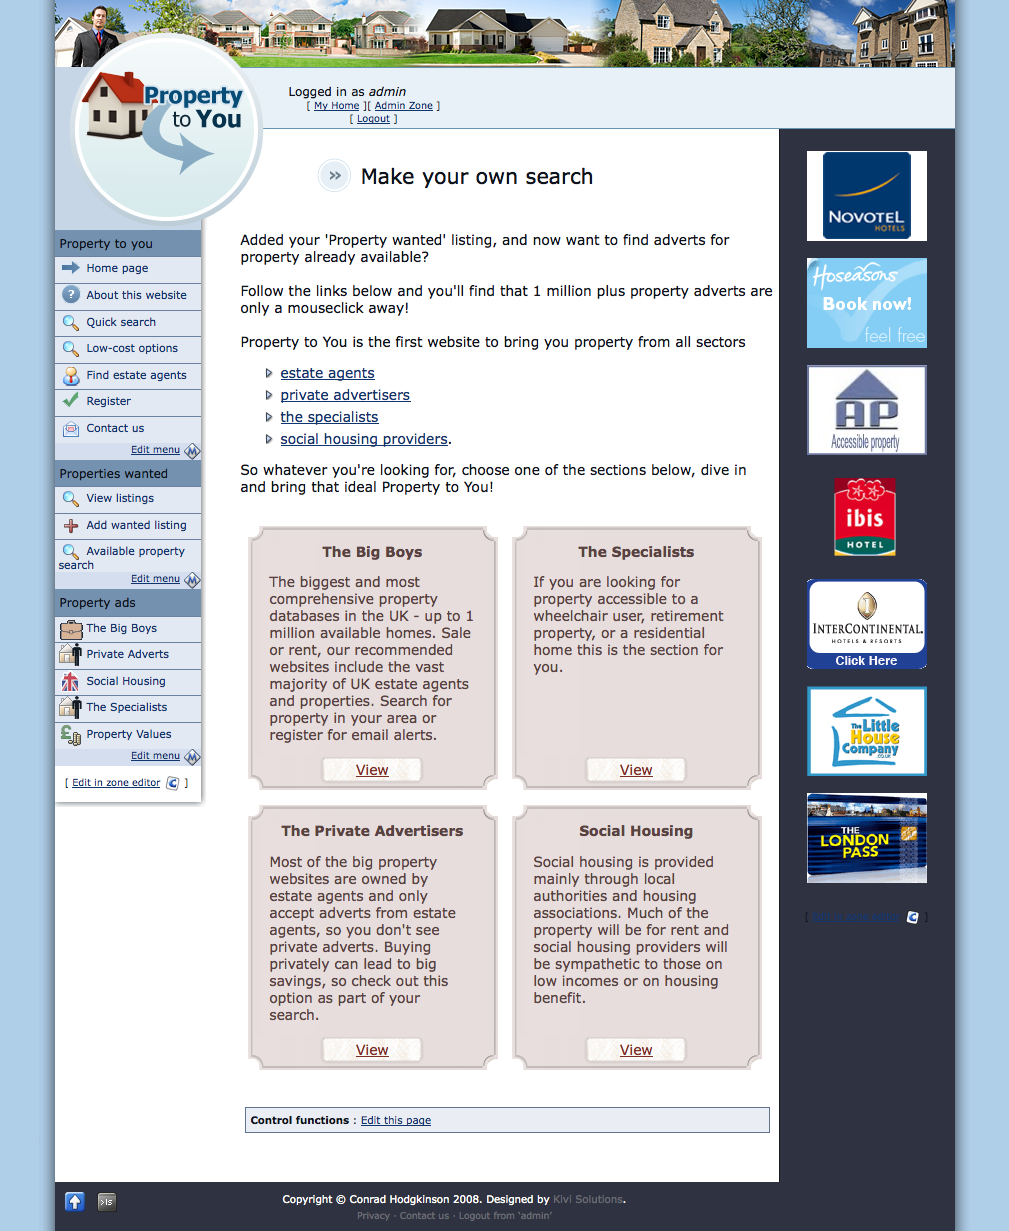 Property
to You
Logged in as admin
[ My Home ][ Admin Zone ]
[ Logout ]
Property to you
Home page
About this website
Quick search
Low-cost options
Find estate agents
Register
Contact us
Edit menu
Properties wanted
View listings
Add wanted listing
Available property
search
Edit menu
Property ads
The Big Boys
Private Adverts
Social Housing
The Specialists
Property Values
Edit menu
[ Edit in zone editor ]
» Make your own search
Added your 'Property wanted' listing, and now want to find adverts for
property already available?
Follow the links below and you'll find that 1 million plus property adverts are
only a mouseclick away!
Property to You is the first website to bring you property from all sectors
estate agents
private advertisers
the specialists
social housing providers.
So whatever you're looking for, choose one of the sections below, dive in
and bring that ideal Property to You!
The Big Boys
The biggest and most
comprehensive property
databases in the UK - up to 1
million available homes. Sale
or rent, our recommended
websites include the vast
majority of UK estate agents
and properties. Search for
property in your area or
register for email alerts.
View
The Specialists
If you are looking for
property accessible to a
wheelchair user, retirement
property, or a residential
home this is the section for
you.
View
The Private Advertisers
Most of the big property
websites are owned by
estate agents and only
accept adverts from estate
agents, so you don't see
private adverts. Buying
privately can lead to big
savings, so check out this
option as part of your
search.
View
Social Housing
Social housing is provided
mainly through local
authorities and housing
associations. Much of the
property will be for rent and
social housing providers will
be sympathetic to those on
low incomes or on housing
benefit.
View
Control functions : Edit this page
NOVOTEL
HOTELS
Hoseasons
Book now!
feel free
AP
Accessible property
ibis
HOTEL
INTERCONTINENTAL.
HOTELS & RESORTS
Click Here
The Little
House
Company
.co.uk
THE
LONDON
PASS
>ls
Copyright © Conrad Hodgkinson 2008. Designed by Kivi Solutions.
Privacy - Contact us - Logout from 'admin'